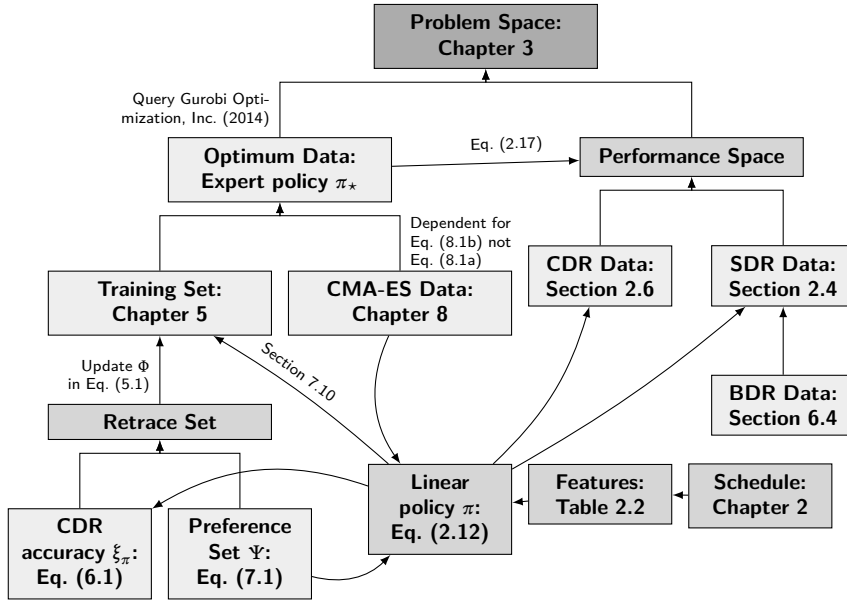 Problem Space:
Chapter 3
Query Gurobi Opti-
mization, Inc. (2014)
Optimum Data:
Expert policy π⋆
Eq. (2.17)
Performance Space
Dependent for
Eq. (8.1b) not
Eq. (8.1a)
Training Set:
Chapter 5
CMA-ES Data:
Chapter 8
CDR Data:
Section 2.6
SDR Data:
Section 2.4
Update Φ
in Eq. (5.1)
Section 7.10
BDR Data:
Section 6.4
Retrace Set
Linear
policy π:
Eq. (2.12)
Features:
Table 2.2
Schedule:
Chapter 2
CDR
accuracy ξπ:
Eq. (6.1)
Preference
Set Ψ:
Eq. (7.1)